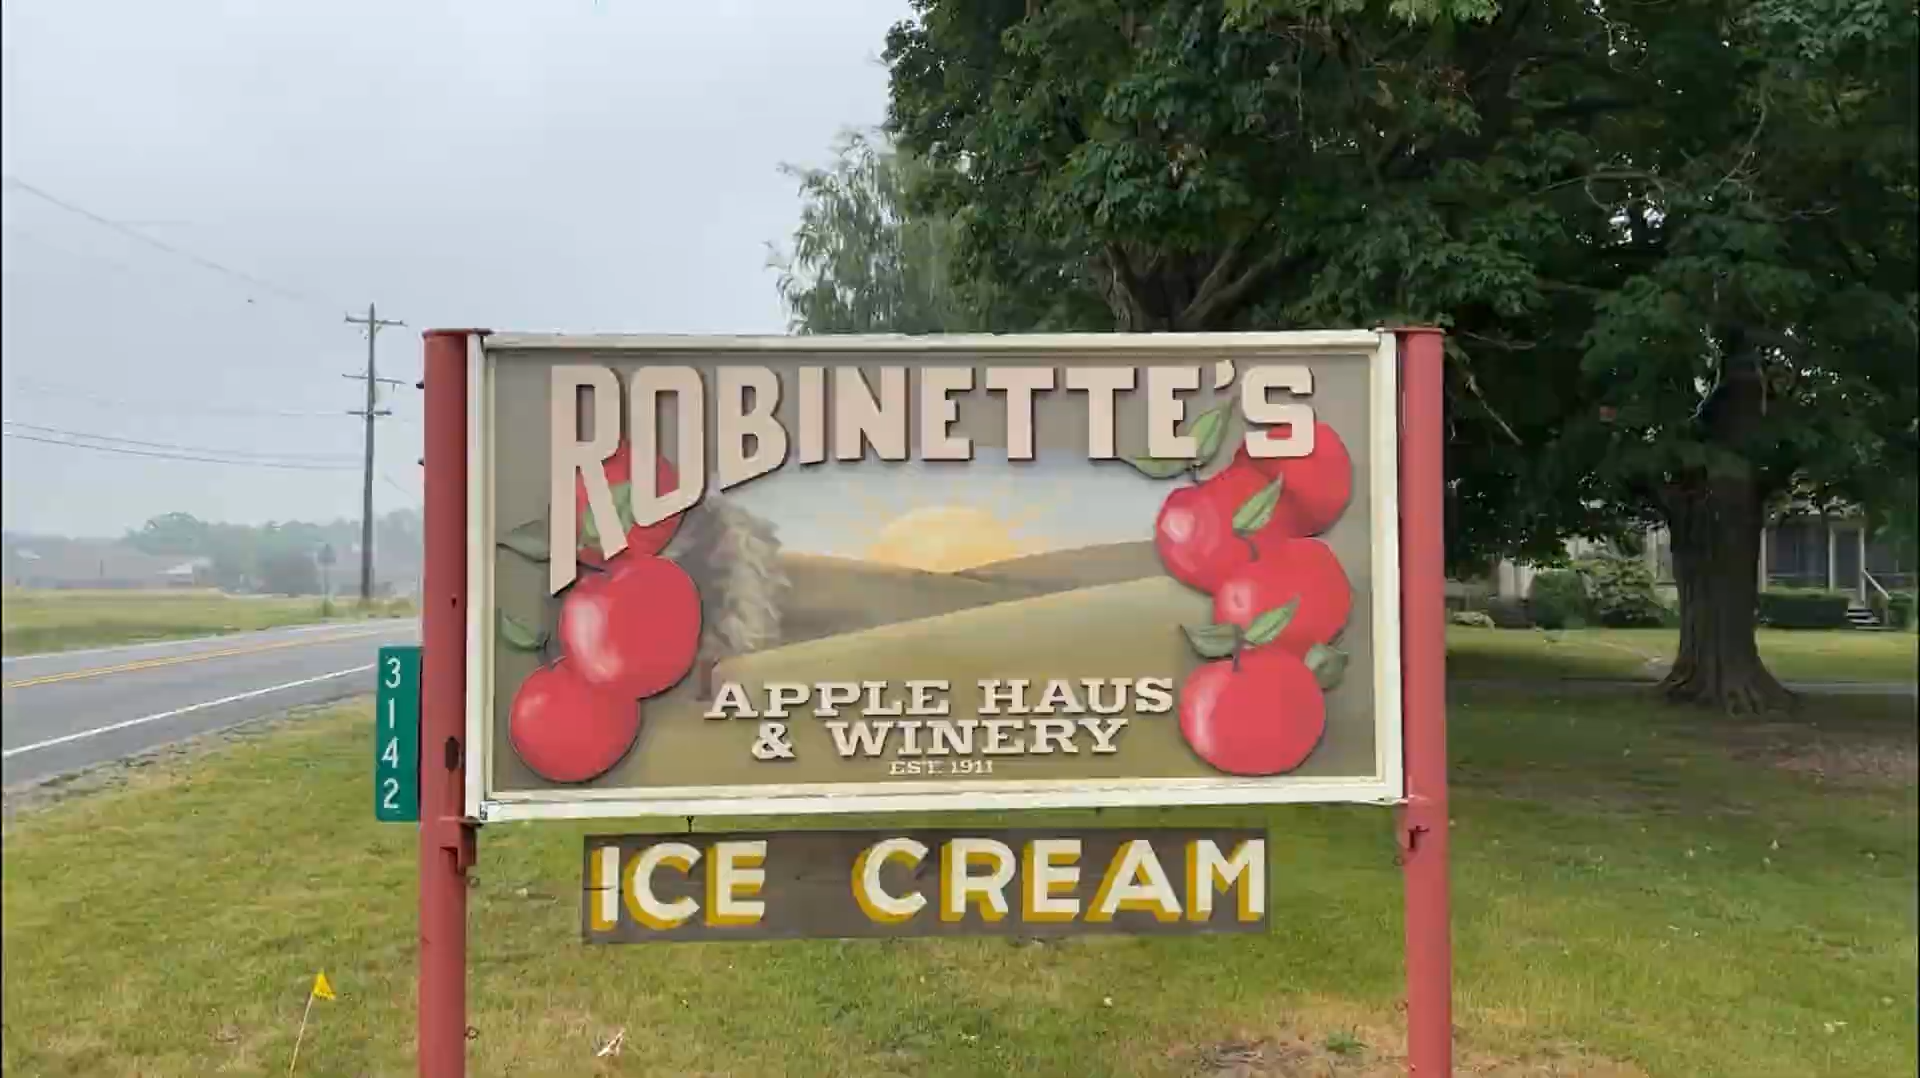 ROBINETTE'S
APPLE HAUS
& WINERY
EST. 1911
3142
ICE CREAM